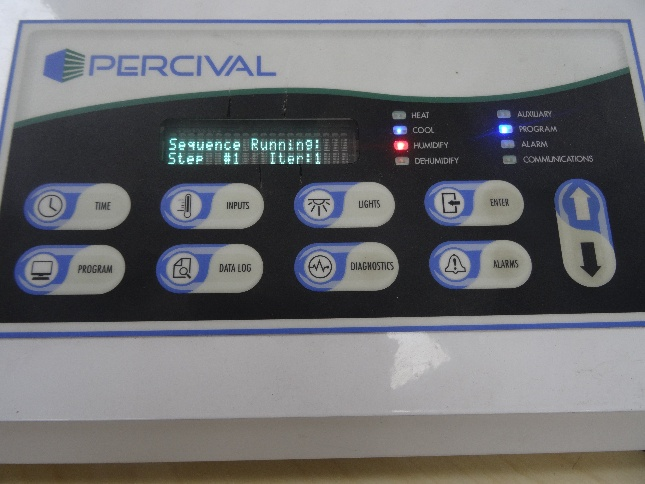 PERCIVAL
Sequence Running:
Step #1 Iter:1
HEAT
COOL
HUMIDIFY
DEHUMIDIFY
AUXILIARY
PROGRAM
ALARM
COMMUNICATIONS
TIME
INPUTS
LIGHTS
ENTER
PROGRAM
DATA LOG
DIAGNOSTICS
ALARMS